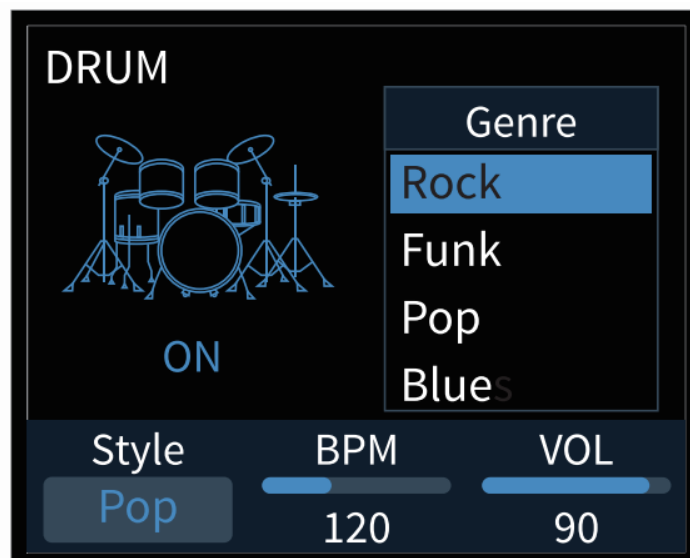 DRUM
Genre
Rock
Funk
Pop
Blues
ON
Style
BPM
VOL
Pop
120
90